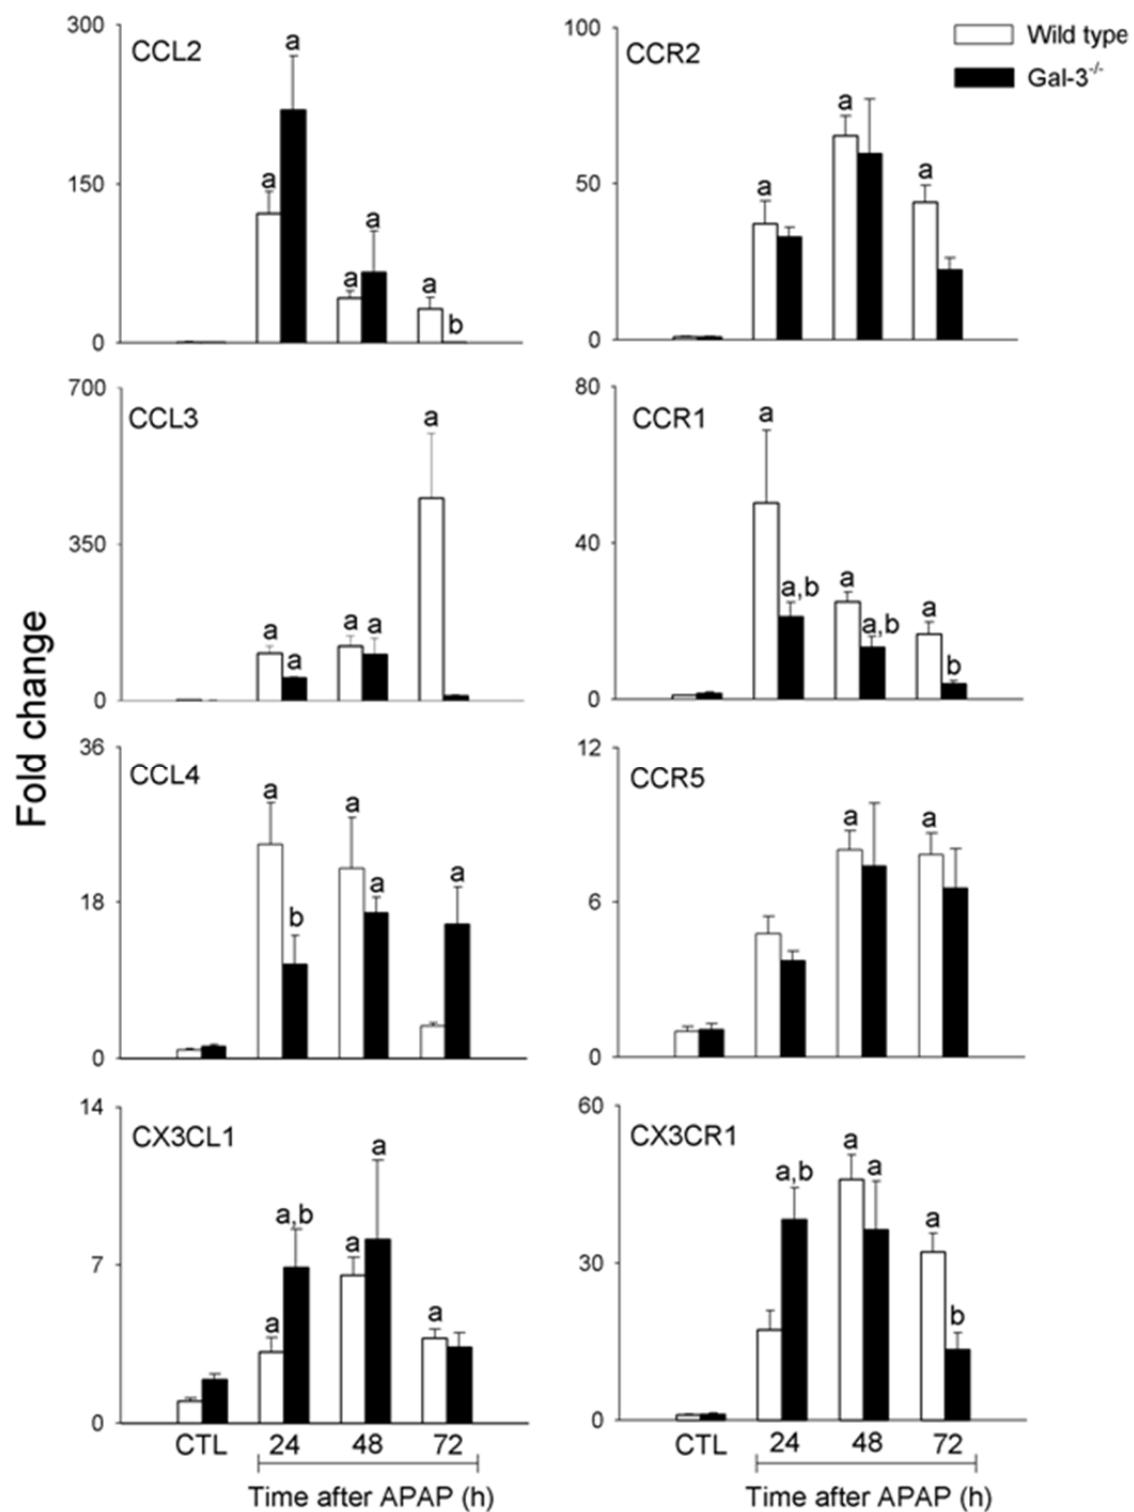 Wild type
Gal-3-/-
Fold change
CCL2
300
150
0
a
a
a
a
a
b
CCR2
100
50
0
a
a
a
CCL3
700
350
0
a
a
a
a
a
CCR1
80
40
0
a
a,b
a
a,b
a
b
CCL4
36
18
0
a
b
a
a
a
CCR5
12
6
0
a
a
CX3CL1
14
7
0
a
a,b
a
a
a
CTL 24 48 72
Time after APAP (h)
CX3CR1
60
30
0
a,b
a
a
a
b
CTL 24 48 72
Time after APAP (h)